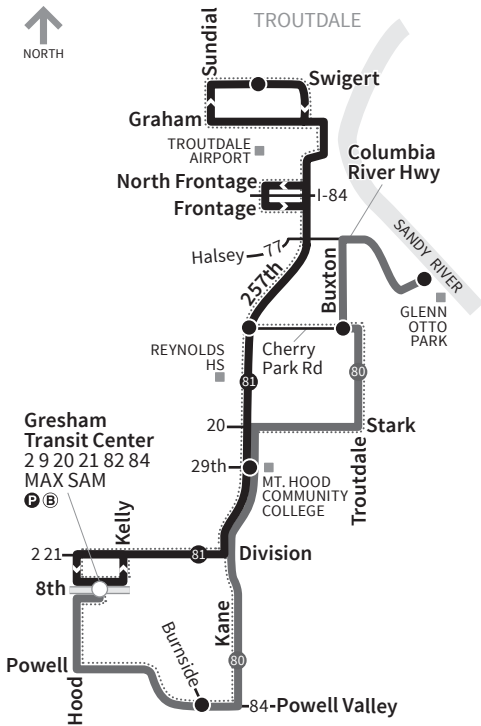 TROUTDALE
NORTH
Sundial
Swigert
Graham
TROUTDALE
AIRPORT
Columbia
River Hwy
North Frontage
I-84
Frontage
SANDY RIVER
Halsey
77
257th
Buxton
GLENN
OTTO
PARK
REYNOLDS
HS
Cherry
Park Rd
80
81
20
Stark
Troutdale
Gresham
Transit Center
2 9 20 21 82 84
MAX SAM
P B
29th
MT. HOOD
COMMUNITY
COLLEGE
Kelly
2 21
81
Division
8th
Kane
Burnside
80
Powell
Hood
84-Powell Valley